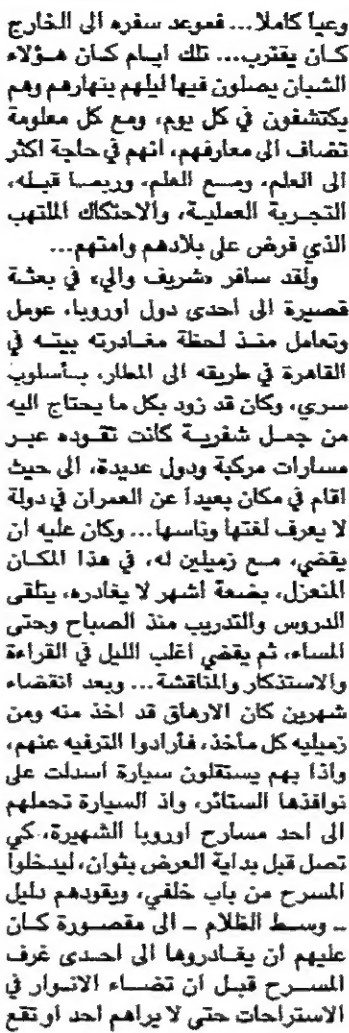 وعباً كاملا... فموعد سفره الى الخارج
كان يقترب... تلك ايام كان هؤلاء
الشبان يصلون فيها ليلهم بنهارهم وهم
يكتشفون في كل يوم، ومع كل معلومة
تضاف الى معارفهم، انهم في حاجة اكثر
الى العلم، ومع العلم، وربما قبله،
التجربة العملية، والاحتكاك الملتهب
الذي فرض على بلادهم وامتهم...
ولقد سافر «شريف والي» في بعثة
قصيرة الى احدى دول اوروبا، عومل
وتعامل منذ لحظة مغادرته بيته في
القاهرة في طريقه الى المطار، بأسلوب
سري، وكان قد زود بكل ما يحتاج اليه
من جمل شفرية كانت تقوده عبر
مسارات مركبة ودول عديدة، الى حيث
اقام في مكان بعيداً عن العمران في دولة
لا يعرف لغتها وناسها... وكان عليه ان
يقضي، مع زميلين له، في هذا المكان
المنعزل، بضعة اشهر لا يغادره، يتلقى
الدروس والتدريب منذ الصباح وحتى
المساء، ثم يقضي اغلب الليل في القراءة
والاستذكار والمناقشة... وبعد انقضاء
شهرين كان الارهاق قد اخذ منه ومن
زميليه كل مأخذ، فأرادوا الترفيه عنهم،
واذا بهم يستقلون سيارة اسدلت على
نوافذها الستائر، واذ السيارة تحملهم
الى احد مسارح اوروبا الشهيرة، كي
تصل قبل بداية العرض بثوان، ليدخلوا
المسرح من باب خلفي، ويقودهم دليل
ـ وسط الظلام ـ الى مقصورة كان
عليهم ان يغادروها الى احدى غرف
المسرح قبل ان تضاء الانوار في
الاستراحات حتى لا يراهم احد او تقع